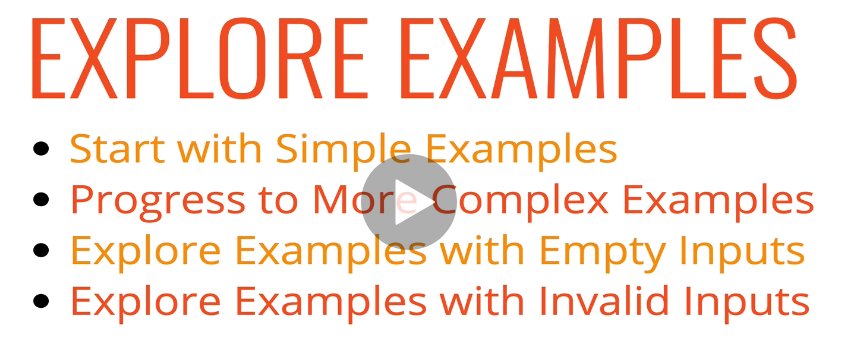 EXPLORE EXAMPLES
• Start with Simple Examples
• Progress to More Complex Examples
• Explore Examples with Empty Inputs
• Explore Examples with Invalid Inputs